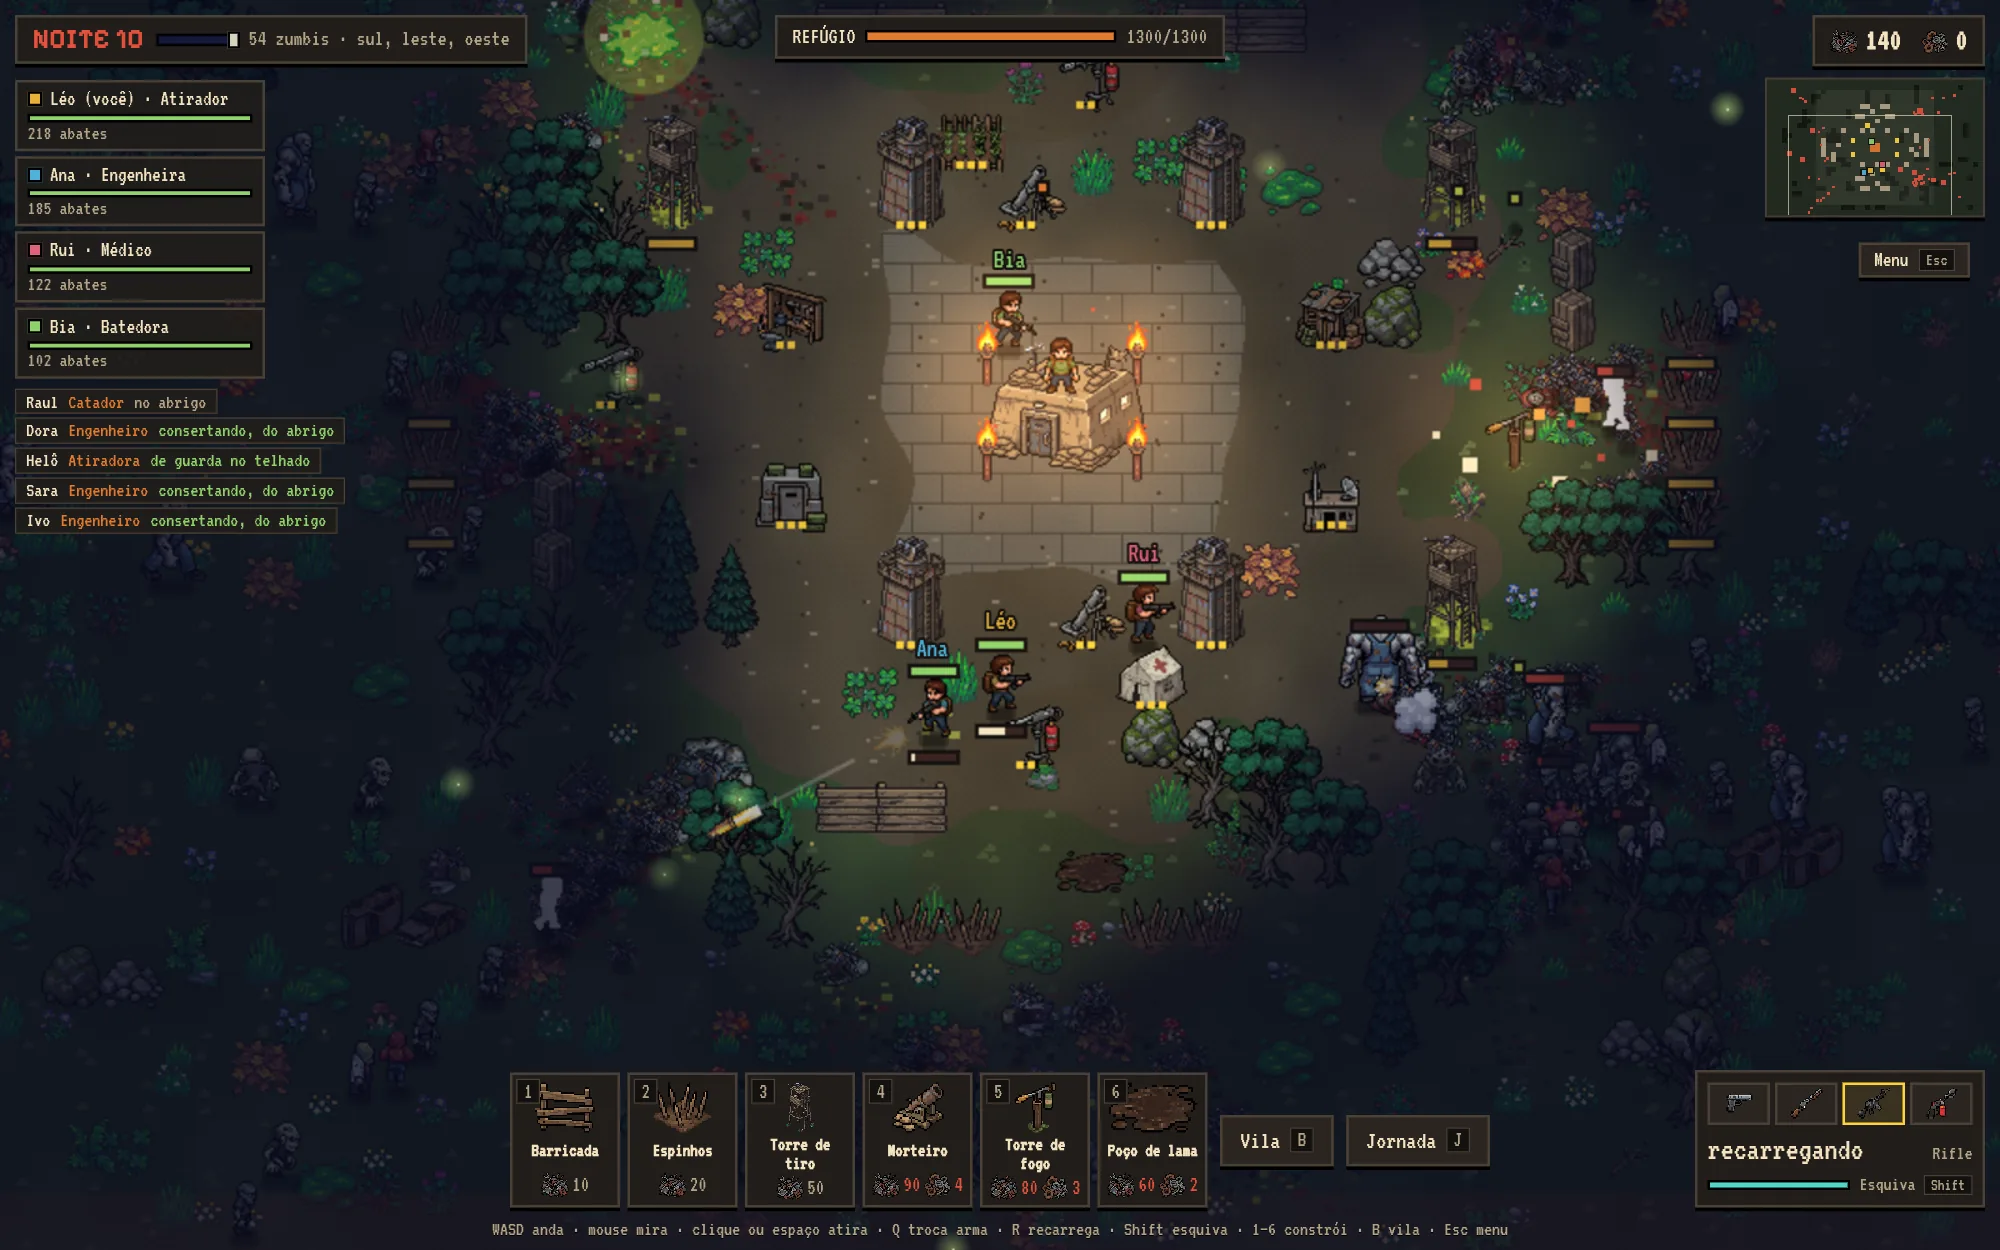 NOITE 10
54 zumbis · sul, leste, oeste
REFÚGIO
1300/1300
140
0
Léo (você) · Atirador
218 abates
Ana · Engenheira
185 abates
Rui · Médico
122 abates
Bia · Batedora
102 abates
Raul Catador no abrigo
Dora Engenheiro consertando, do abrigo
Helô Atiradora de guarda no telhado
Sara Engenheiro consertando, do abrigo
Ivo Engenheiro consertando, do abrigo
Menu Esc
Bia
Rui
Léo
Ana
1
Barricada
10
2
Espinhos
20
3
Torre de
tiro
50
4
Morteiro
90 4
5
Torre de
fogo
80 3
6
Poço de lama
60 2
Vila B
Jornada J
recarregando
Rifle
Esquiva Shift
WASD anda · mouse mira · clique ou espaço atira · Q troca arma · R recarrega · Shift esquiva · 1-6 constrói · B vila · Esc menu